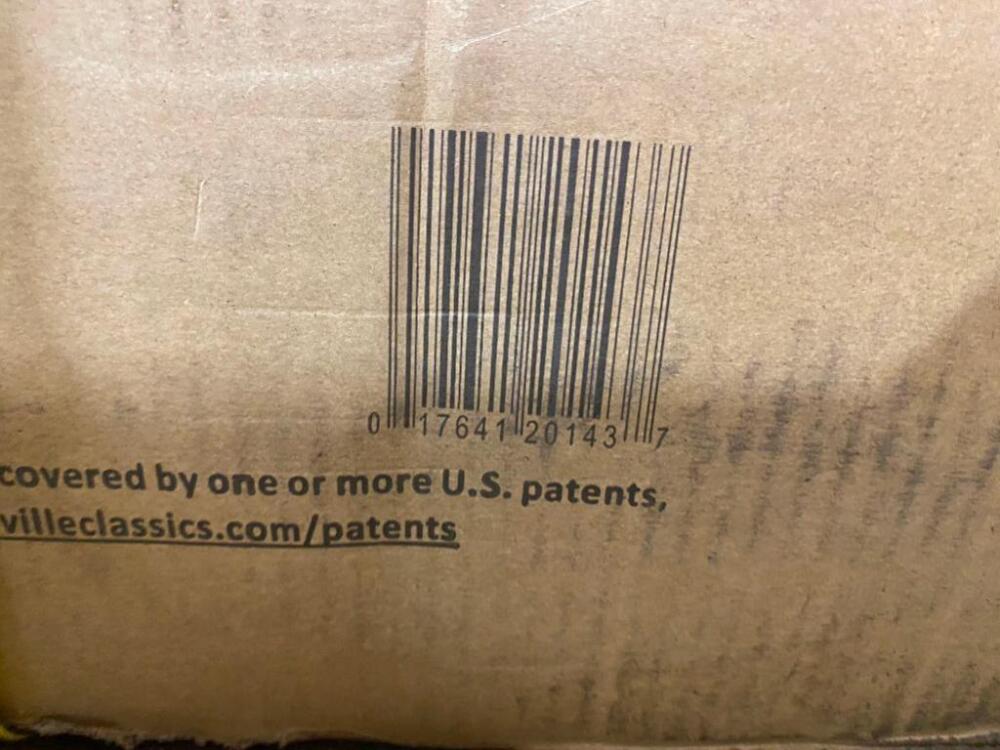 0 17641 20143 7
covered by one or more U.S. patents,
villeclassics.com/patents